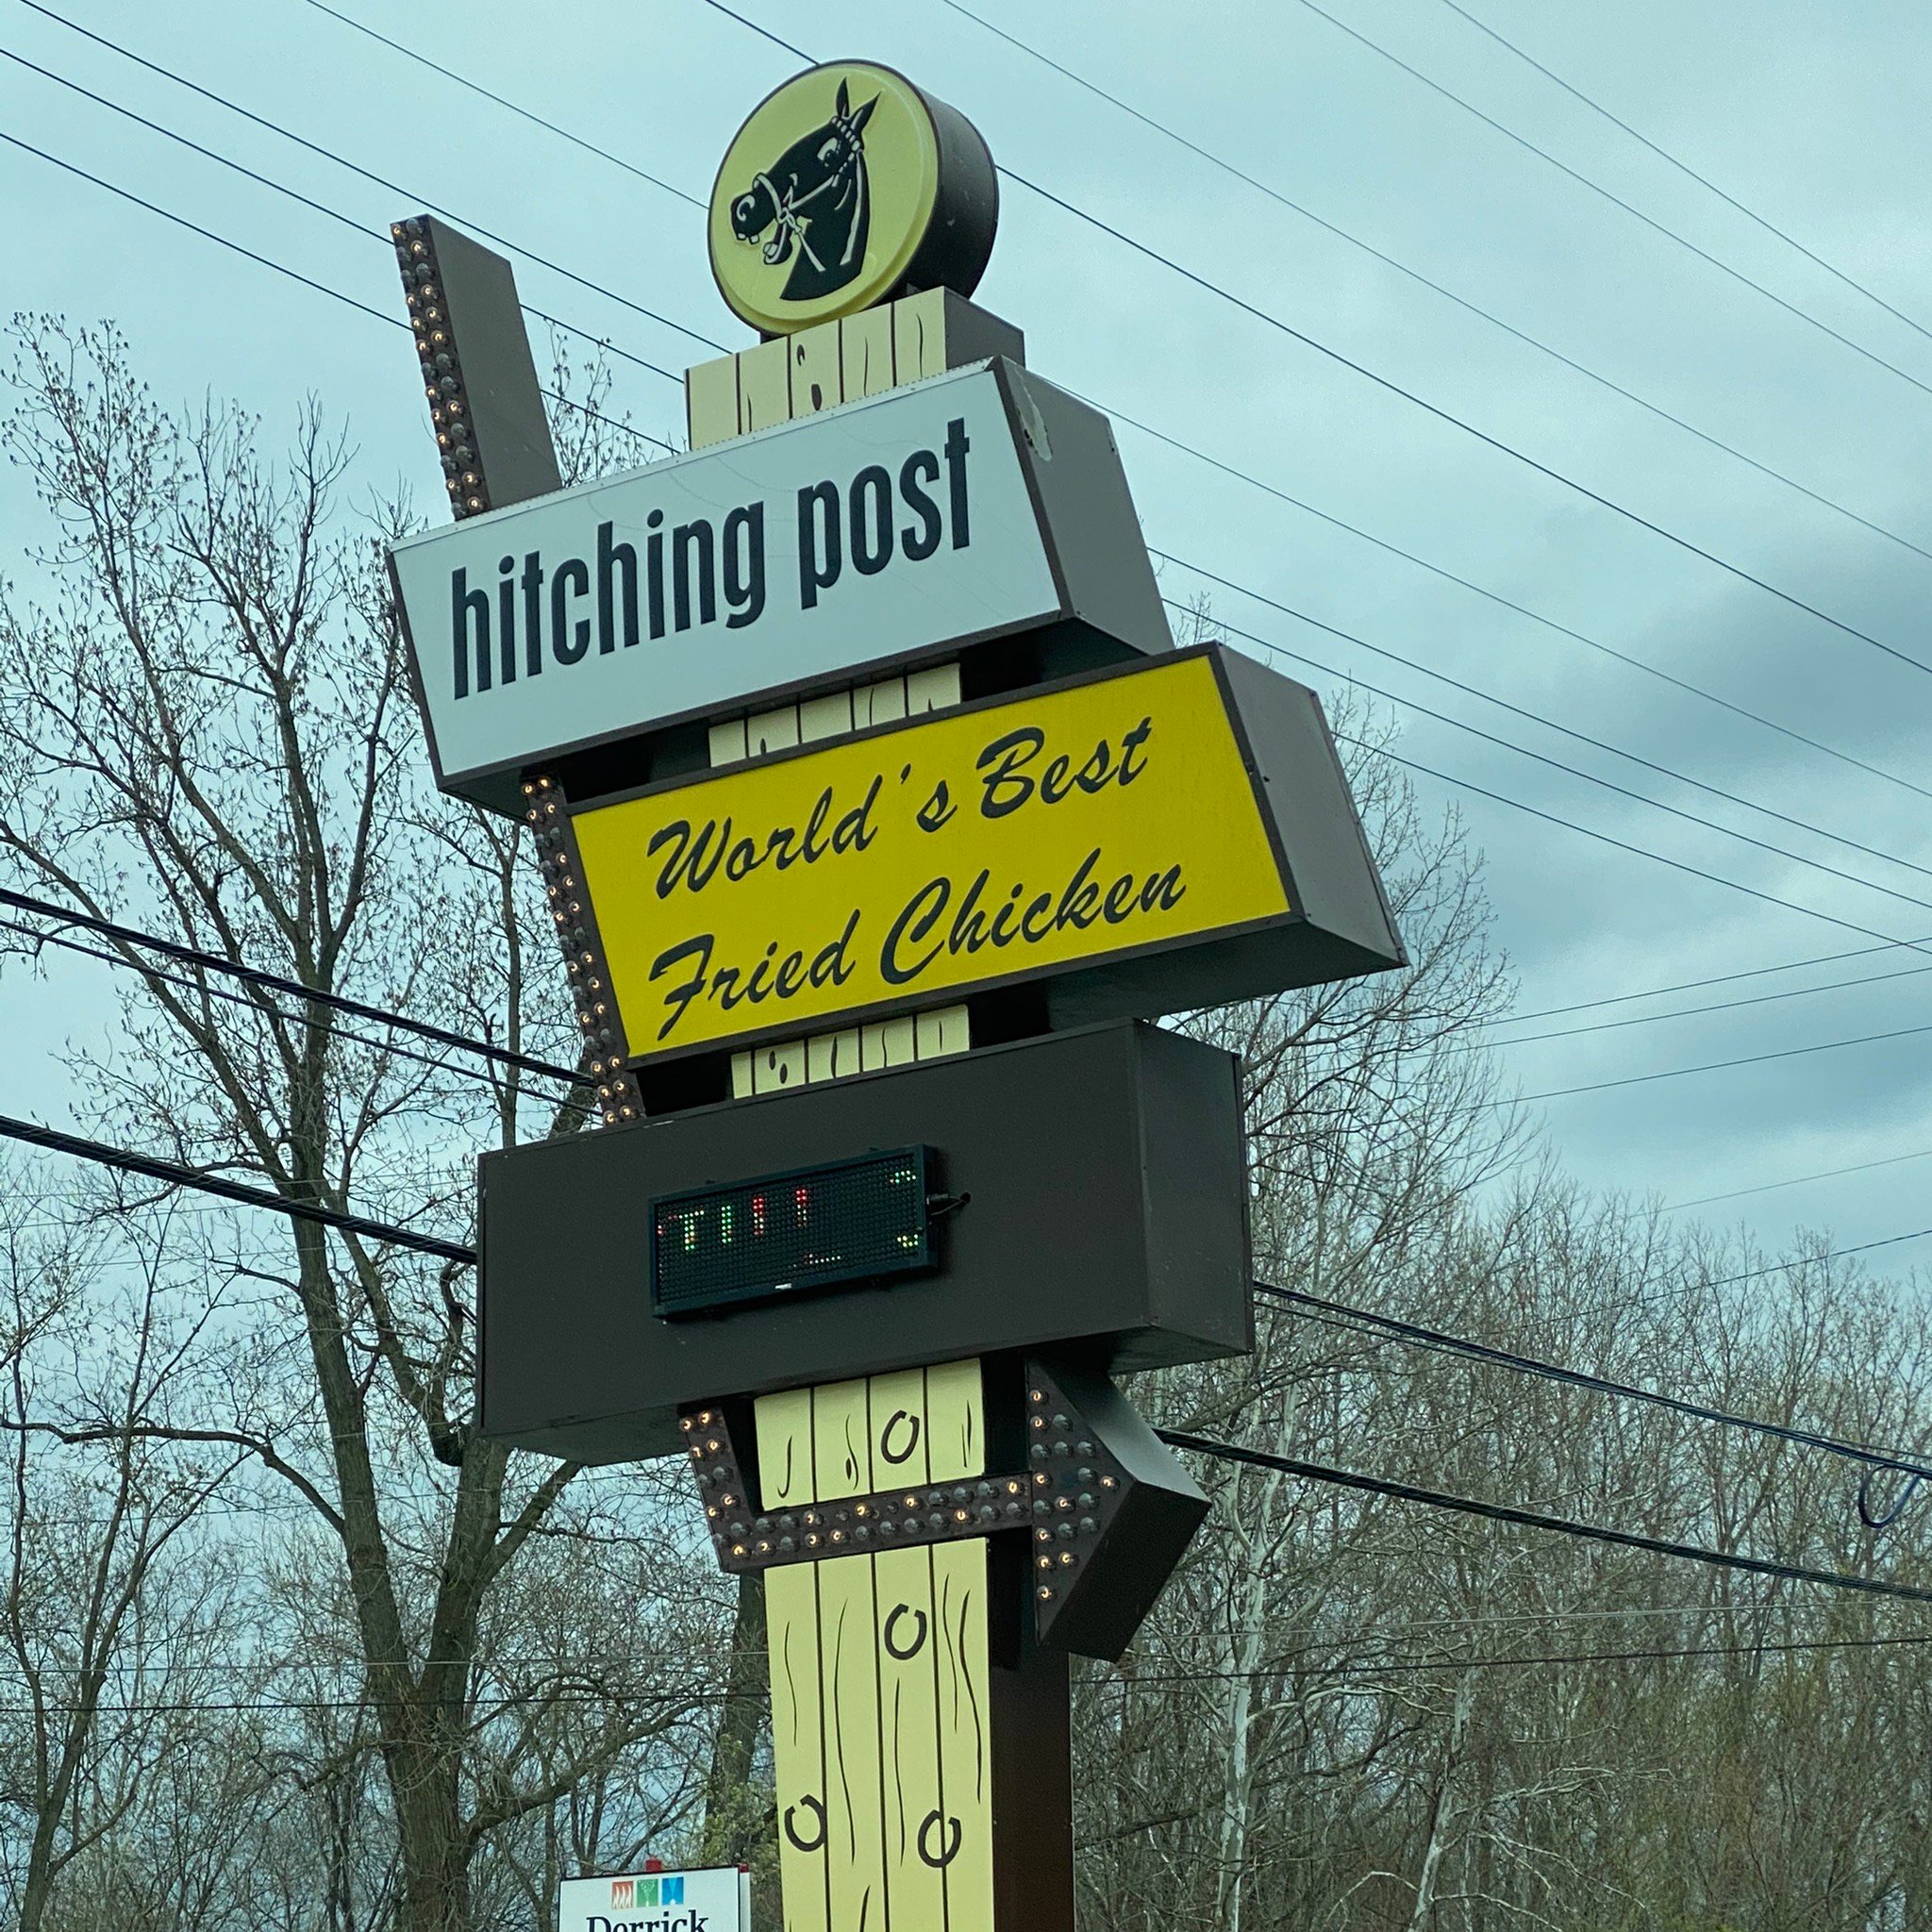 hitching post
World's Best
Fried Chicken
Derrick